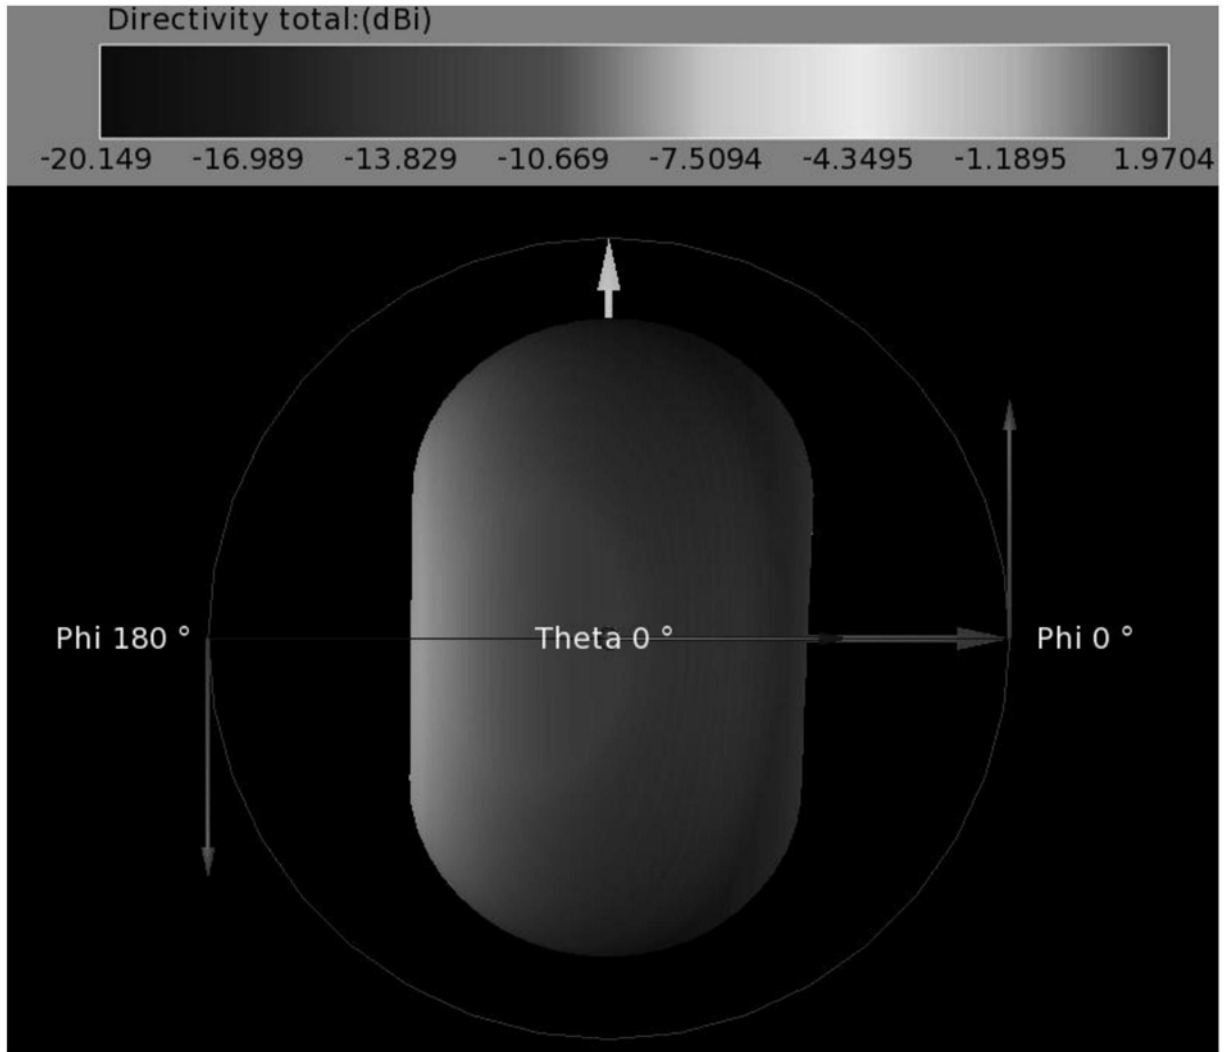 Directivity total:(dBi)
-20.149 -16.989 -13.829 -10.669 -7.5094 -4.3495 -1.1895 1.9704
Phi 180 ° Theta 0 ° Phi 0 °